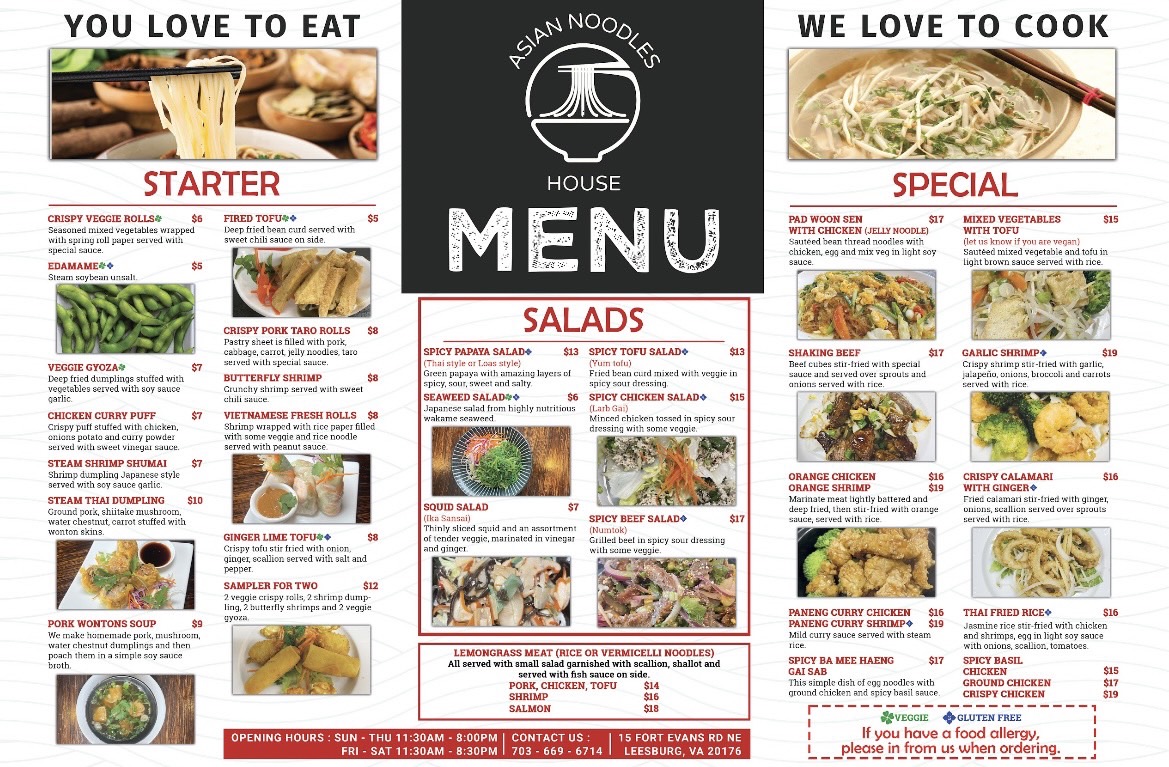 YOU LOVE TO EAT
STARTER
CRISPY VEGGIE ROLLS $6
Seasoned mixed vegetables wrapped
with spring roll paper served with
special sauce.
EDAMAME $5
Steam soybean unsalt.
VEGGIE GYOZA $7
Deep fried dumplings stuffed with
vegetables served with soy sauce
garlic.
CHICKEN CURRY PUFF $7
Crispy puff stuffed with chicken,
onions potato and curry powder
served with sweet vinegar sauce.
STEAM SHRIMP SHUMAI $7
Shrimp dumpling Japanese style
served with soy sauce garlic.
STEAM THAI DUMPLING $10
Ground pork, shiitake mushroom,
water chestnut, carrot stuffed with
wonton skins.
PORK WONTONS SOUP $9
We make homemade pork, mushroom,
water chestnut dumplings and then
poach them in a simple soy sauce
broth.
FIRED TOFU $5
Deep fried bean curd served with
sweet chili sauce on side.
CRISPY PORK TARO ROLLS $8
Pastry sheet is filled with pork,
cabbage, carrot, jelly noodles, taro
served with special sauce.
BUTTERFLY SHRIMP $8
Crunchy shrimp served with sweet
chili sauce.
VIETNAMESE FRESH ROLLS $8
Shrimp wrapped with rice paper filled
with some veggie and rice noodle
served with peanut sauce.
GINGER LIME TOFU $8
Crispy tofu stir fried with onion,
ginger, scallion served with salt and
pepper.
SAMPLER FOR TWO $12
2 veggie crispy rolls, 2 shrimp dump-
ling, 2 butterfly shrimps and 2 veggie
gyoza.
ASIAN NOODLES
HOUSE
MENU
SALADS
SPICY PAPAYA SALAD $13
(Thai style or Loas style)
Green papaya with amazing layers of
spicy, sour, sweet and salty.
SEAWEED SALAD $6
Japanese salad from highly nutritious
wakame seaweed.
SQUID SALAD $7
(Ika Sansai)
Thinly sliced squid and an assortment
of tender veggie, marinated in vinegar
and ginger.
SPICY TOFU SALAD $13
(Yum tofu)
Fried bean curd mixed with veggie in
spicy sour dressing.
SPICY CHICKEN SALAD $15
(Larb Gai)
Minced chicken tossed in spicy sour
dressing with some veggie.
SPICY BEEF SALAD $17
(Numtok)
Grilled beef in spicy sour dressing
with some veggie.
LEMONGRASS MEAT (RICE OR VERMICELLI NOODLES)
All served with small salad garnished with scallion, shallot and
served with fish sauce on side.
PORK, CHICKEN, TOFU $14
SHRIMP $16
SALMON $18
OPENING HOURS : SUN - THU 11:30AM - 8:00PM
FRI - SAT 11:30AM - 8:30PM
CONTACT US :
703 - 669 - 6714
15 FORT EVANS RD NE
LEESBURG, VA 20176
WE LOVE TO COOK
SPECIAL
PAD WOON SEN $17
WITH CHICKEN (JELLY NOODLE)
Sautéed bean thread noodles with
chicken, egg and mix veg in light soy
sauce.
SHAKING BEEF $17
Beef cubes stir-fried with special
sauce and served over sprouts and
onions served with rice.
ORANGE CHICKEN $16
ORANGE SHRIMP $19
Marinate meat lightly battered and
deep fried, then stir-fried with orange
sauce, served with rice.
PANENG CURRY CHICKEN $16
PANENG CURRY SHRIMP $19
Mild curry sauce served with steam
rice.
SPICY BA MEE HAENG $17
GAI SAB
This simple dish of egg noodles with
ground chicken and spicy basil sauce.
MIXED VEGETABLES $15
WITH TOFU
(let us know if you are vegan)
Sautéed mixed vegetable and tofu in
light brown sauce served with rice.
GARLIC SHRIMP $19
Crispy shrimp stir-fried with garlic,
jalapeño, onions, broccoli and carrots
served with rice.
CRISPY CALAMARI $16
WITH GINGER
Fried calamari stir-fried with ginger,
onions, scallion served over sprouts
served with rice.
THAI FRIED RICE $16
Jasmine rice stir-fried with chicken
and shrimps, egg in light soy sauce
with onions, scallion, tomatoes.
SPICY BASIL
CHICKEN $15
GROUND CHICKEN $17
CRISPY CHICKEN $19
VEGGIE GLUTEN FREE
If you have a food allergy,
please in from us when ordering.